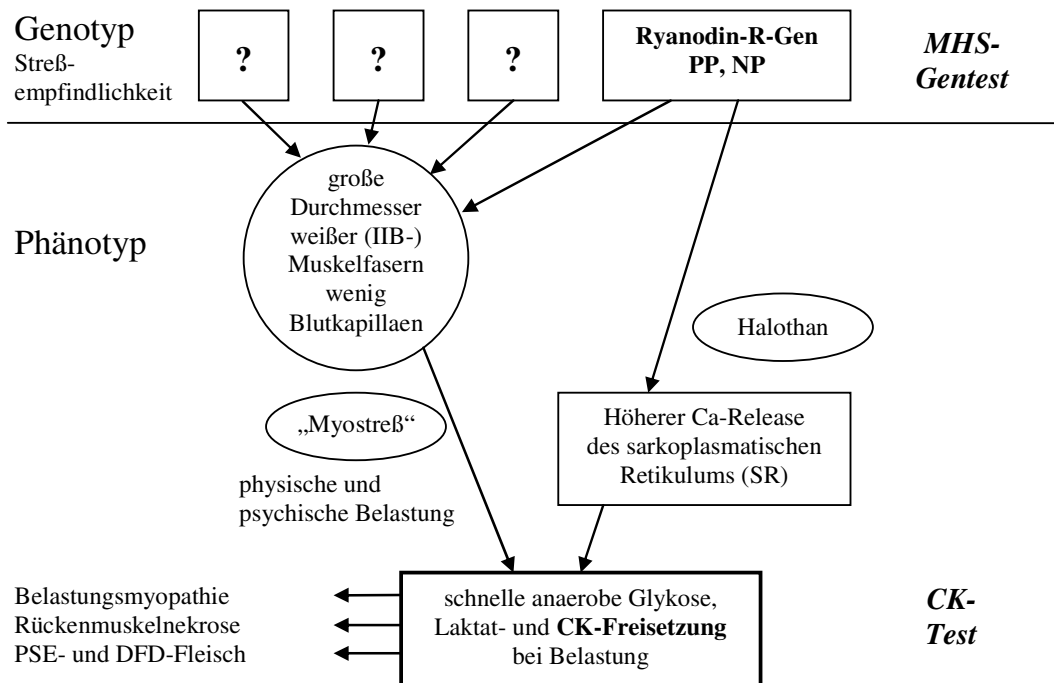 Genotyp
Streß-
empfindlichkeit
?
?
?
Ryanodin-R-Gen
PP, NP
MHS-
Gentest
Phänotyp
große
Durchmesser
weißer (IIB-)
Muskelfasern
wenig
Blutkapillaen
Halothan
„Myostreß“
physische und
psychische Belastung
Höherer Ca-Release
des sarkoplasmatischen
Retikulums (SR)
Belastungsmyopathie
Rückenmuskelnekrose
PSE- und DFD-Fleisch
schnelle anaerobe Glykose,
Laktat- und CK-Freisetzung
bei Belastung
CK-
Test